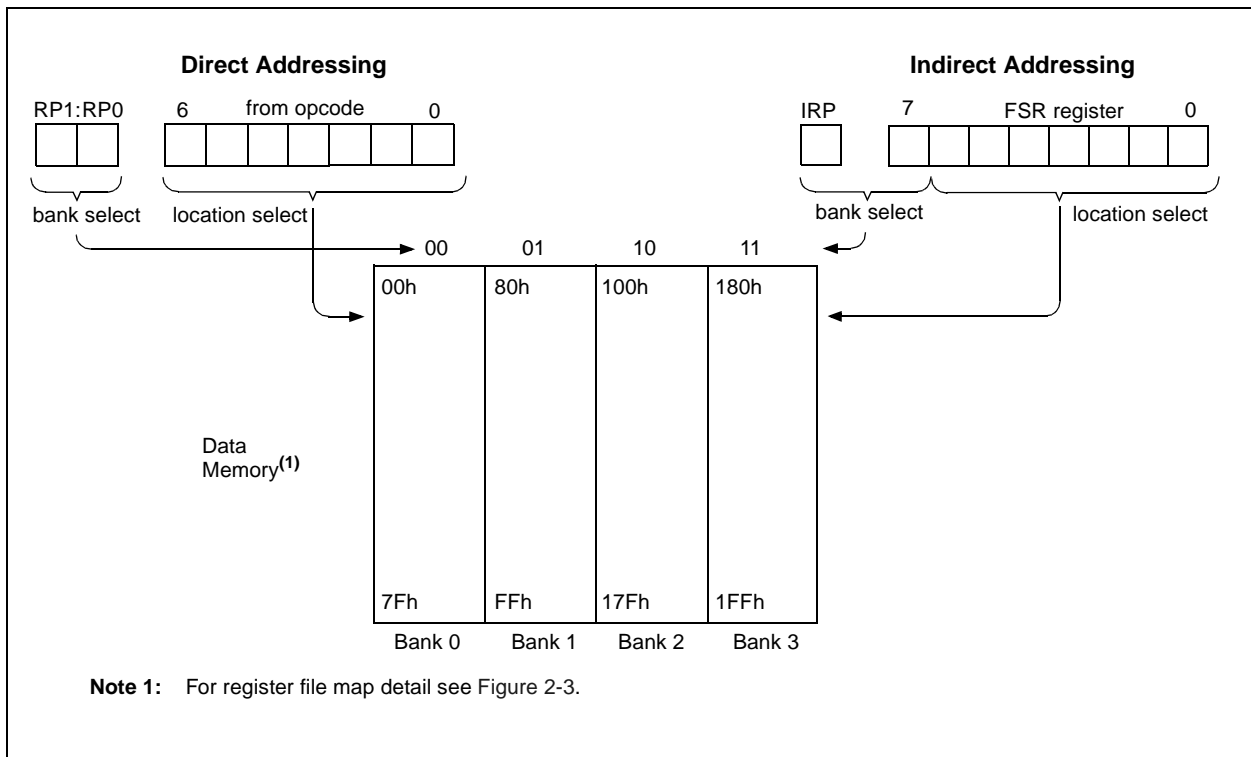 Direct Addressing
Indirect Addressing
RP1:RP0
6 from opcode 0
IRP
7 FSR register 0
bank select
location select
bank select
location select
00 01 10 11
00h 80h 100h 180h
Data
Memory(1)
7Fh FFh 17Fh 1FFh
Bank 0 Bank 1 Bank 2 Bank 3
Note 1: For register file map detail see Figure 2-3.